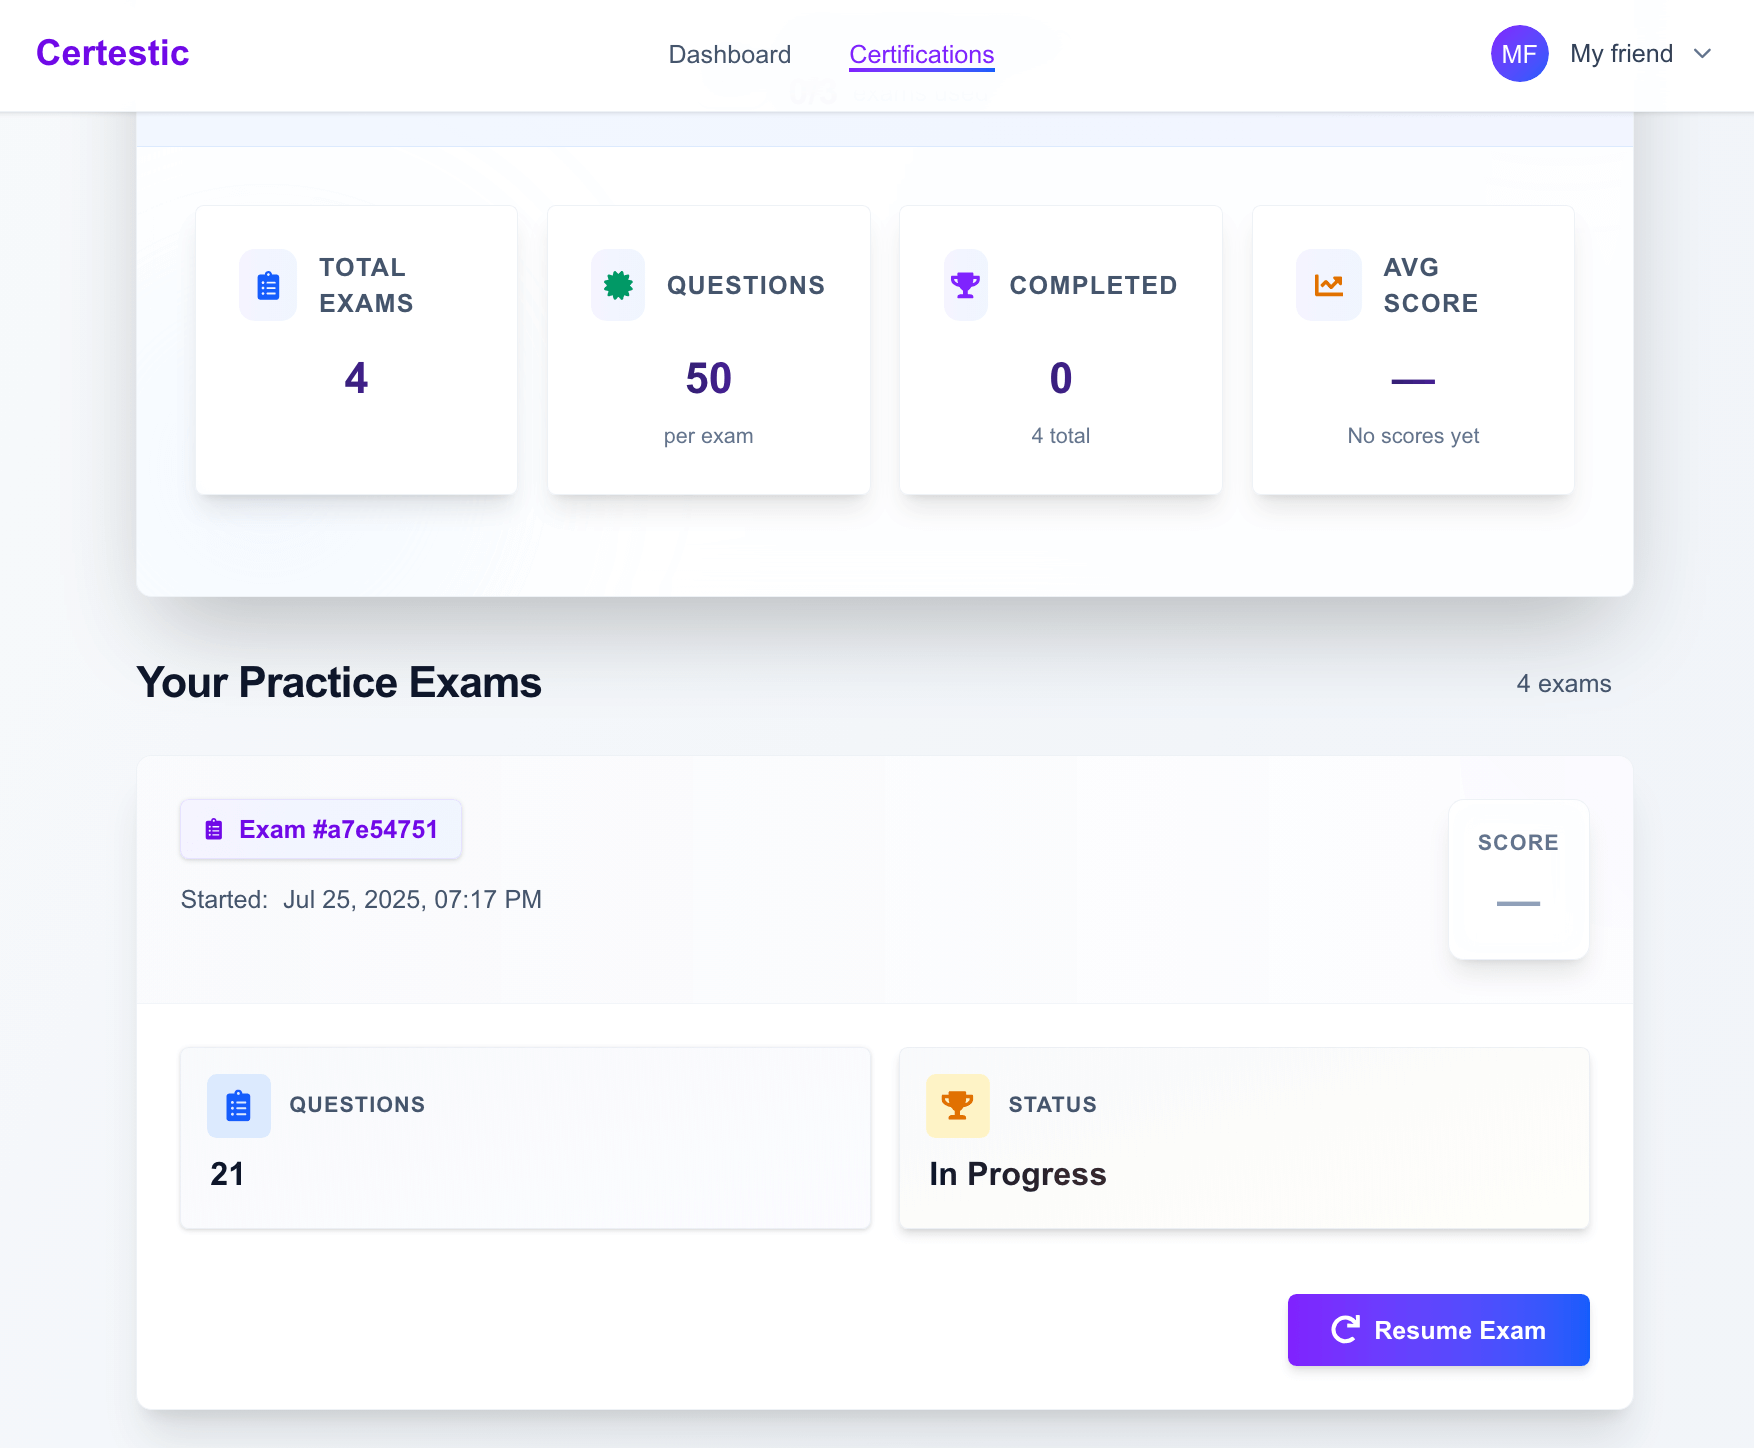 Certestic
Dashboard
Certifications
MF
My friend
TOTAL
EXAMS
4
QUESTIONS
50
per exam
COMPLETED
0
4 total
AVG
SCORE
—
No scores yet
Your Practice Exams
4 exams
Exam #a7e54751
Started: Jul 25, 2025, 07:17 PM
SCORE
—
QUESTIONS
21
STATUS
In Progress
Resume Exam